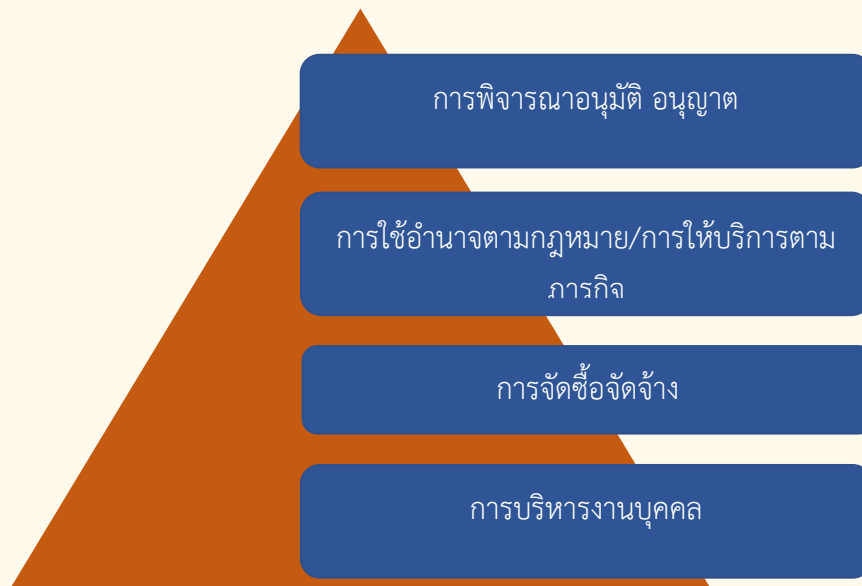 การพิจารณาอนุมัติ อนุญาต
การใช้อำนาจตามกฎหมาย/การให้บริการตาม
ภารกิจ
การจัดซื้อจัดจ้าง
การบริหารงานบุคคล